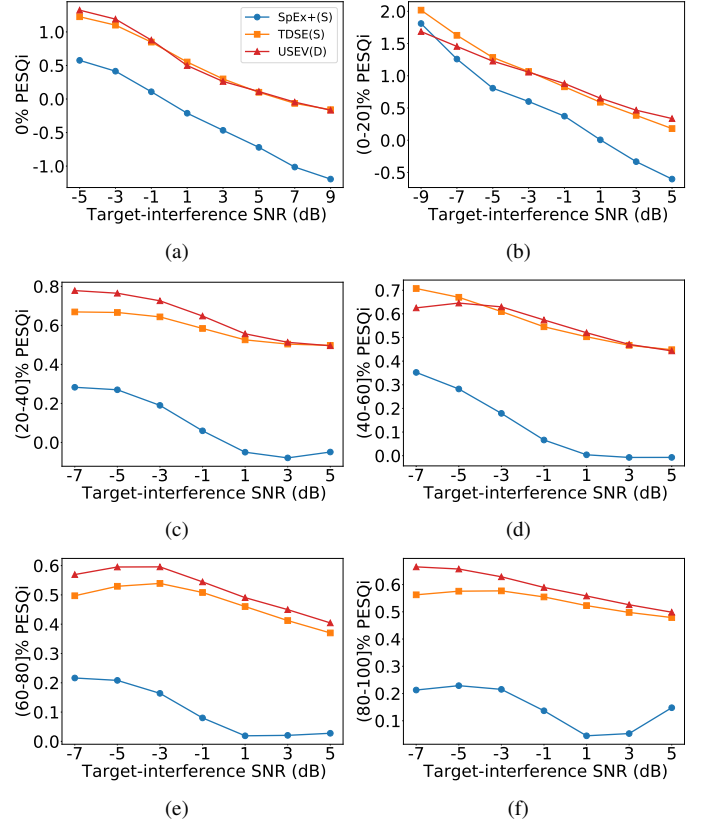 0% PESQi
1.0
0.5
0.0
-0.5
-1.0
SpEx+(S)
TDSE(S)
USEV(D)
-5 -3 -1 1 3 5 7 9
Target-interference SNR (dB)
(a)
(0-20]% PESQi
2.0
1.5
1.0
0.5
0.0
-0.5
-9 -7 -5 -3 -1 1 3 5
Target-interference SNR (dB)
(b)
(20-40]% PESQi
0.8
0.6
0.4
0.2
0.0
-7 -5 -3 -1 1 3 5
Target-interference SNR (dB)
(c)
(40-60]% PESQi
0.7
0.6
0.5
0.4
0.3
0.2
0.1
0.0
-7 -5 -3 -1 1 3 5
Target-interference SNR (dB)
(d)
(60-80]% PESQi
0.6
0.5
0.4
0.3
0.2
0.1
0.0
-7 -5 -3 -1 1 3 5
Target-interference SNR (dB)
(e)
(80-100]% PESQi
0.6
0.5
0.4
0.3
0.2
0.1
-7 -5 -3 -1 1 3 5
Target-interference SNR (dB)
(f)